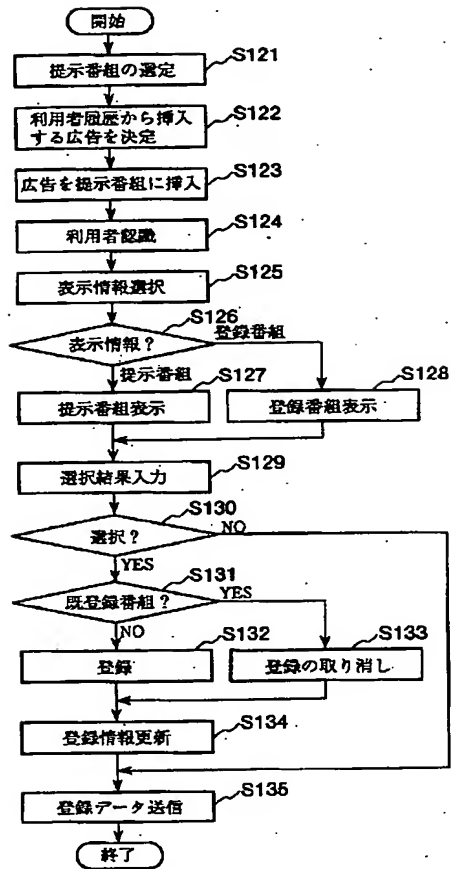 開始
S121
提示番組の選定
S122
利用者履歴から挿入
する広告を決定
S123
広告を提示番組に挿入
S124
利用者認識
S125
表示情報選択
S126
表示情報?
登録番組
提示番組
S127
提示番組表示
S128
登録番組表示
S129
選択結果入力
S130
選択?
NO
YES
S131
既登録番組?
YES
NO
S132
登録
S133
登録の取り消し
S134
登録情報更新
S135
登録データ送信
終了